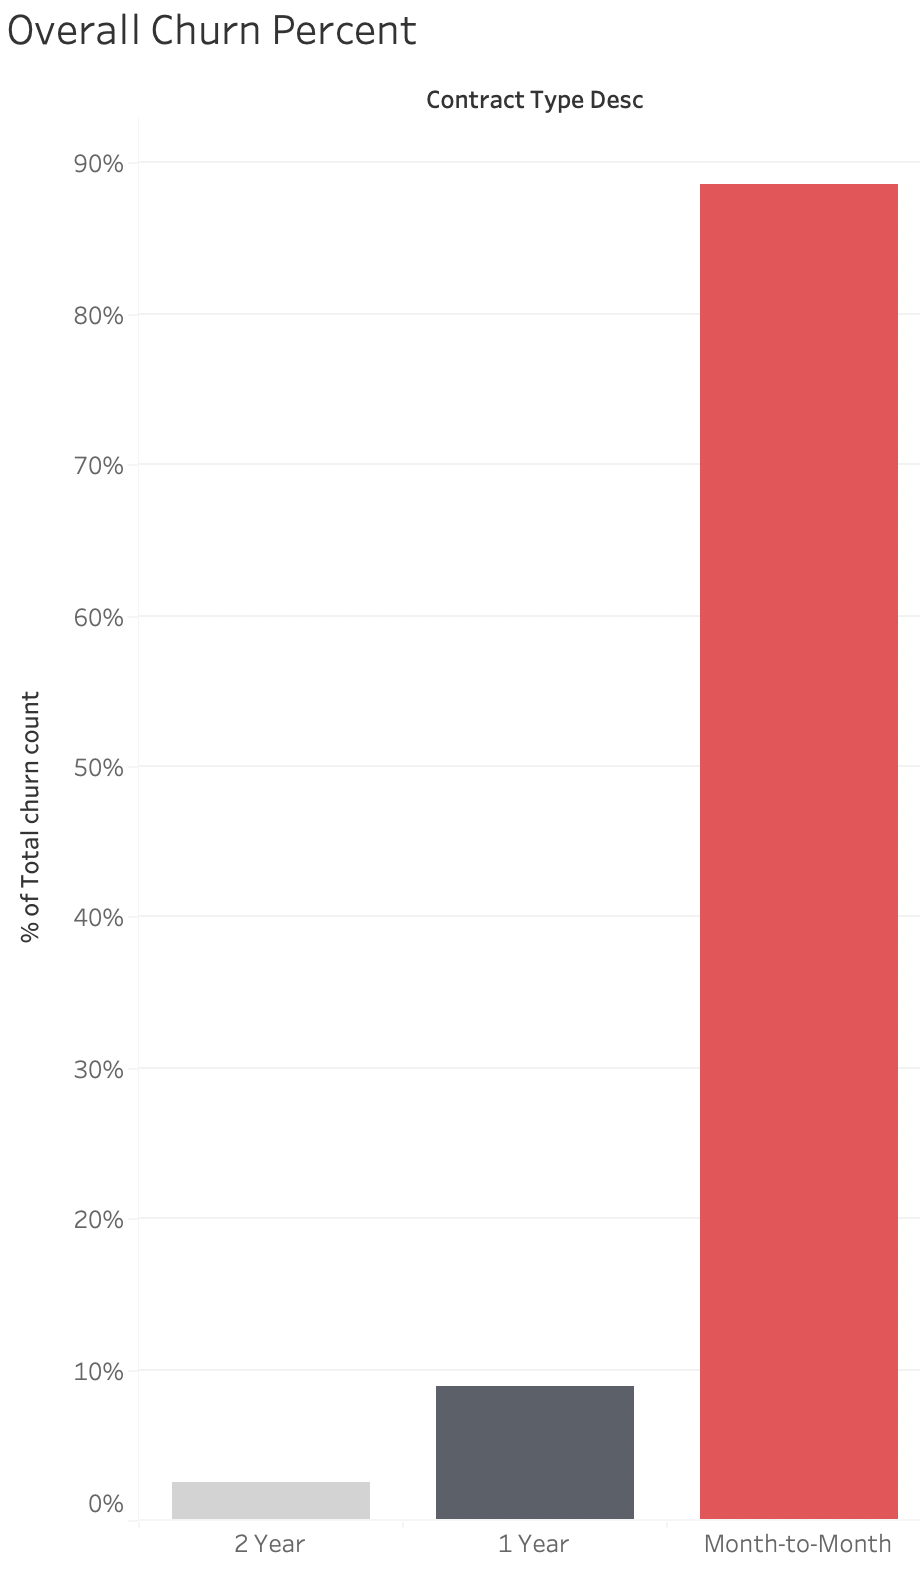 Overall Churn Percent
Contract Type Desc
90%
80%
70%
60%
50%
40%
30%
20%
10%
0%
% of Total churn count
2 Year
1 Year
Month-to-Month